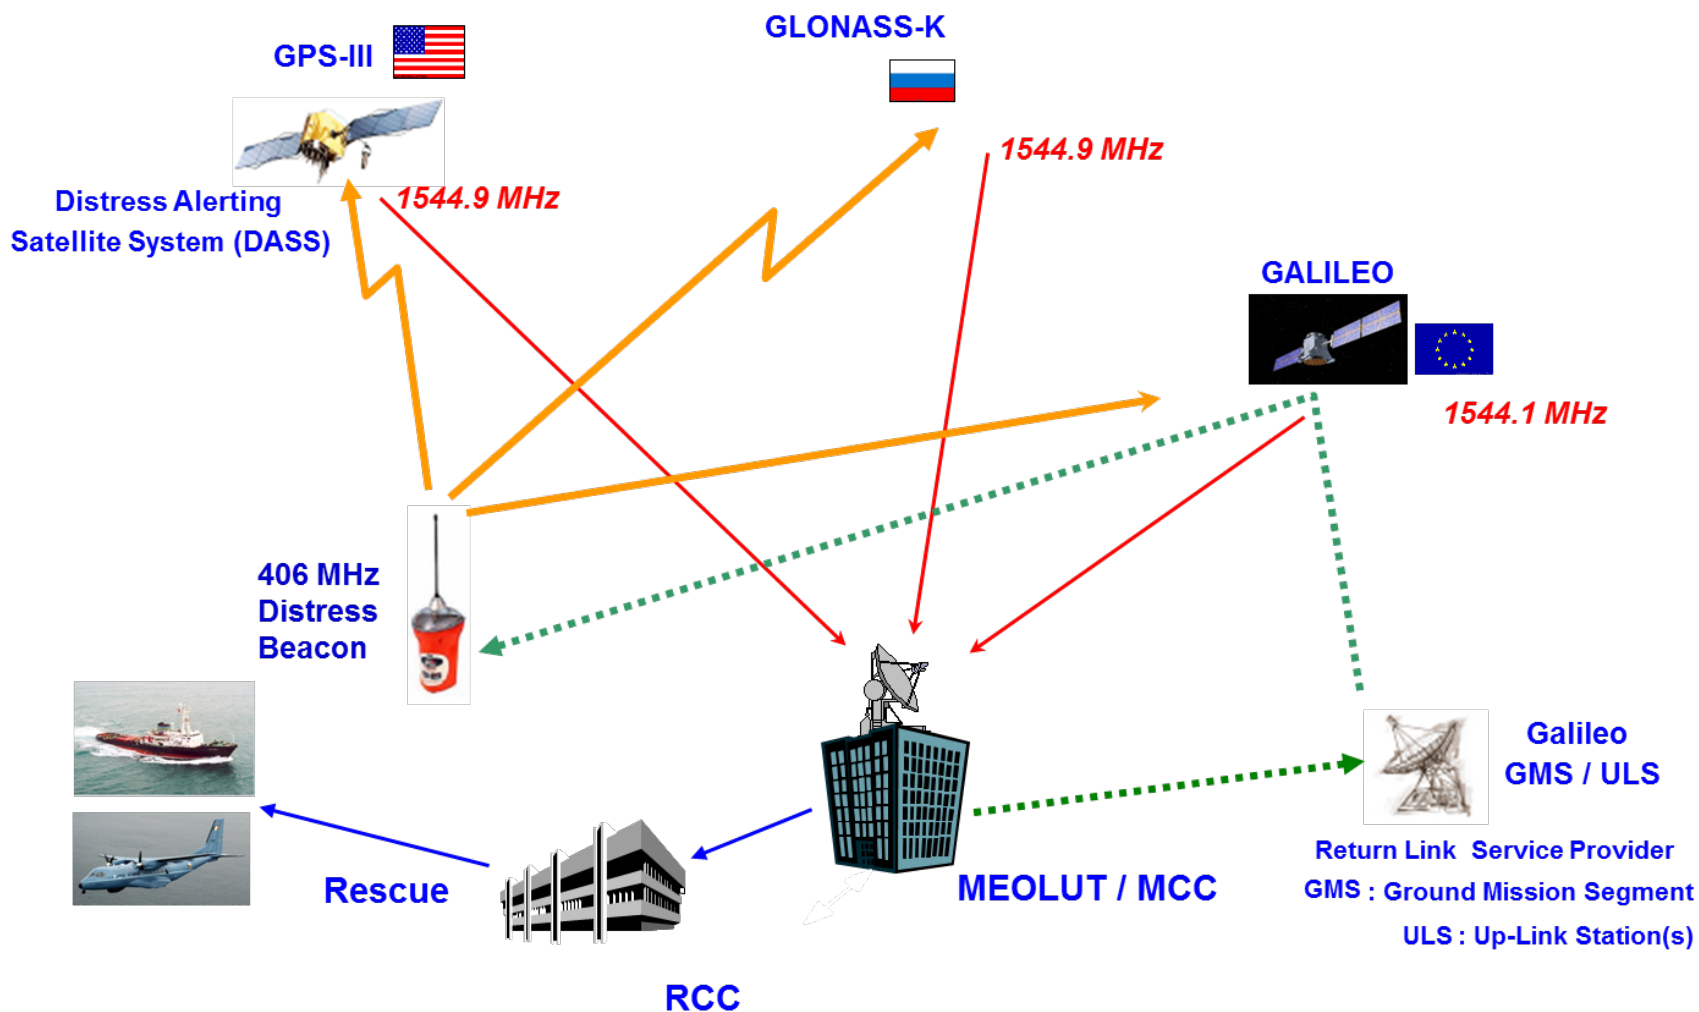 GLONASS-K
GPS-III
1544.9 MHz
1544.9 MHz
Distress Alerting
Satellite System (DASS)
GALILEO
1544.1 MHz
406 MHz
Distress
Beacon
Galileo
GMS / ULS
Return Link Service Provider
GMS : Ground Mission Segment
ULS : Up-Link Station(s)
Rescue
MEOLUT / MCC
RCC